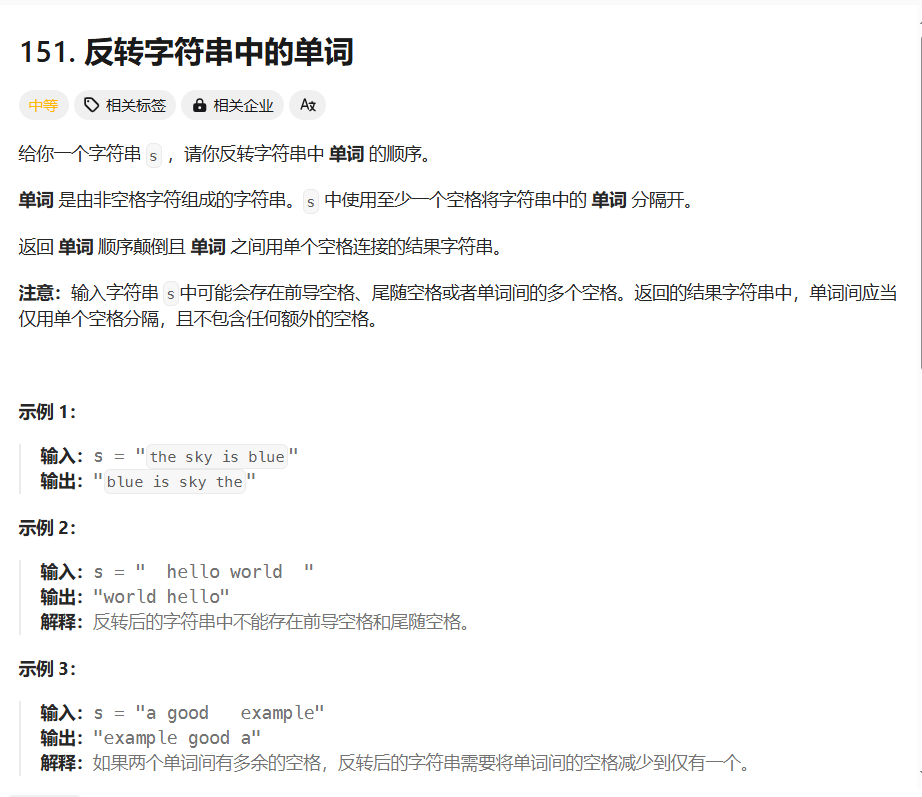 151. 反转字符串中的单词
中等 相关标签 相关企业 Aあ
给你一个字符串 s ，请你反转字符串中 单词 的顺序。
单词 是由非空格字符组成的字符串。s 中使用至少一个空格将字符串中的 单词 分隔开。
返回 单词 顺序颠倒且 单词 之间用单个空格连接的结果字符串。
注意：输入字符串 s中可能会存在前导空格、尾随空格或者单词间的多个空格。返回的结果字符串中，单词间应当
仅用单个空格分隔，且不包含任何额外的空格。
示例 1：
输入：s = "the sky is blue"
输出："blue is sky the"
示例 2：
输入：s = "  hello world  "
输出："world hello"
解释：反转后的字符串中不能存在前导空格和尾随空格。
示例 3：
输入：s = "a good   example"
输出："example good a"
解释：如果两个单词间有多余的空格，反转后的字符串需要将单词间的空格减少到仅有一个。